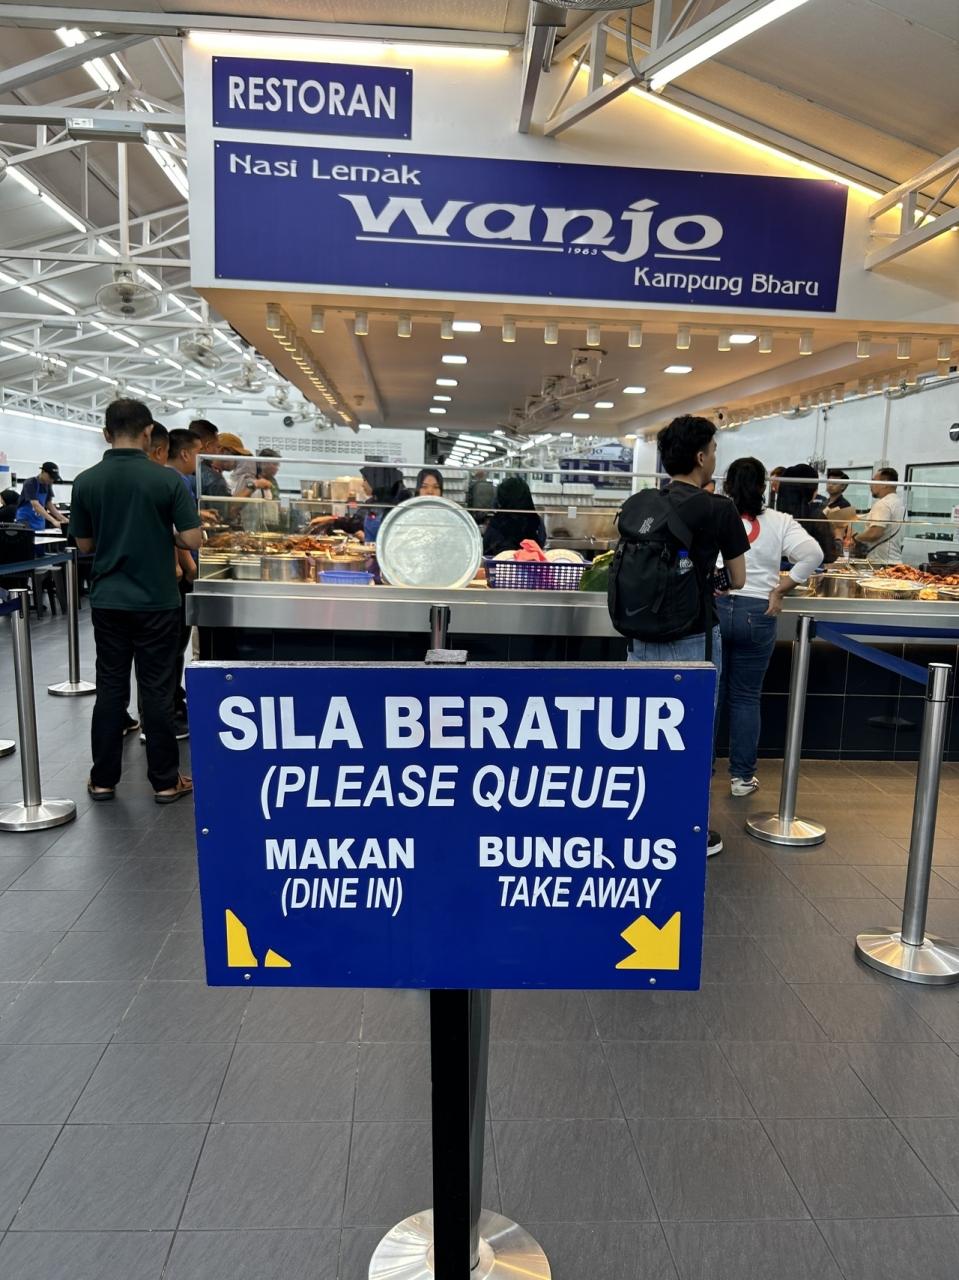 RESTORAN
Nasi Lemak
wanjo
1963
Kampung Bharu
SILA BERATUR
(PLEASE QUEUE)
MAKAN
(DINE IN)
BUNGKUS
TAKE AWAY